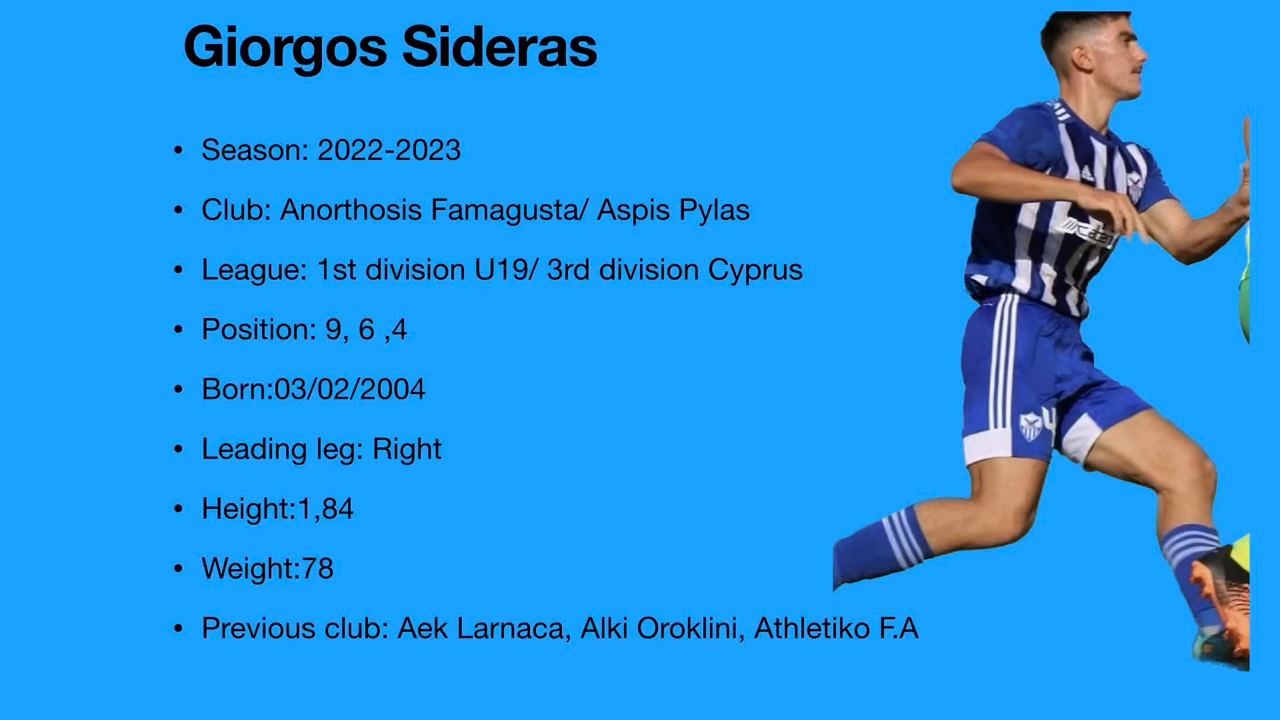 Giorgos Sideras
• Season: 2022-2023
• Club: Anorthosis Famagusta/ Aspis Pylas
• League: 1st division U19/ 3rd division Cyprus
• Position: 9, 6 ,4
• Born:03/02/2004
• Leading leg: Right
• Height:1,84
• Weight:78
• Previous club: Aek Larnaca, Alki Oroklini, Athletiko F.A